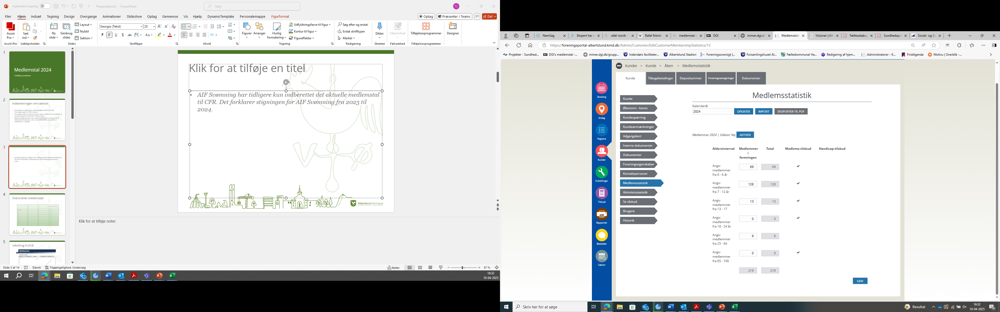 Automatisk lagring
Præsentation2 - PowerPoint
Søg
TJ
Filer Hjem Indsæt Tegning Design Overgange Animationer Slideshow Optag Gennemse Vis Hjælp DynamicTemplate Personalemappe Figurformat
Optag Præsenter i Teams Del
Assist Pro
Sæt ind
Ny slide
Genbrug slides
Layout
Nulstil
Sektion
Georgia (Tekst) 20
F K U S ab AV Aa A
Figurer Arranger Hurtig formatering
Udfyldningsfarve til figur
Kontur til figur
Figureffekter
Søg efter og erstat
Erstat skrifttyper
Markér
Dikter
Følsomhed
Tilføjelsesprogrammer
Designer
Assist Pro Udklipsholder Slides Skrifttype Afsnit Tegning Redigering Stemme Følsomhed Tilføjelsesprogrammer
1
Medlemstal 2024
Udvikling og tendenser
2
Indberetningen rent teknisk
3
4
Overordnet medlemstal
5
Udvikling 0-24 år
Medlemstal
Klik for at tilføje en titel
• AIF Svømning har tidligere kun indberettet det aktuelle medlemstal
til CFR. Det forklarer stigningen for AIF Svømning fra 2023 til
2024.
Albertslund Kommune
Klik for at tilføje noter
Slide 3 af 14 Dansk Tilgængelighed: Undersøg
Noter
87 %
16:32
10-04-2025
NemSag
Ekspert har o
rafal niznik -
Rafał Niznik
medlemstal d
DGI
mimer.dgi.dk
Medlemsstat
Visioner | Alb
Fællesskabsp
Sundhedspol
Social- og Su
https://foreningsportal-albertslund.kmd.dk/Admin/Customer/EditCustomerMembershipStatistics/13
Projekter - Sundhed...
DGI's medlemstal -...
mimer.dgi.dk/grupp...
Indendørs faciliteter...
Albertslund Stadion
Foreningsoversigt |...
Forsamlingshuset Al...
Fælleskommunal Ha...
Redigering af hjem...
Administratorer - K...
FirstAgenda
Motivu | Overblik -...
Kunder > Kunde > Åben > Medlemsstatistik
Kunde Tilbagebetalinger Depositummer Foreningsansøgninger Dokumenter
Booking
Anlæg
Registre
Kunder
Indstillinger
Tilskud
Rapporter
Beskeder
Sæson
Kunde
Økonomi - konto
Kundespærring
Kundeanmærkninger
Adgangskort
Interne dokumenter
Dokumenter
Foreningsegenskaber
Kontaktpersoner
Medlemsstatistik
Aktivitetsstatistik
Se tilskud
Brugere
Historik
Medlemsstatistik
Kalenderår
2024 OPDATER IMPORT EKSPORTER TIL PDF
Medlemmer 2024 | Udkast: Nej AKTIVER
Aldersinterval Medlemmer Total Medlems-tilskud Handicap-tilskud
i
foreningen
Angiv 69 69
medlemmer
fra 0 - 6 år
Angiv 128 128
medlemmer
fra 7 - 12 år
Angiv 13 13
medlemmer
fra 13 - 17
Angiv 0 0
medlemmer
fra 18 - 24 år
Angiv 9 9
medlemmer
fra 25 - 64
Angiv 0 0
medlemmer
fra 65 - 100
219 219
GEM
Skriv her for at søge
Resultat
16:32
10-04-2025
19